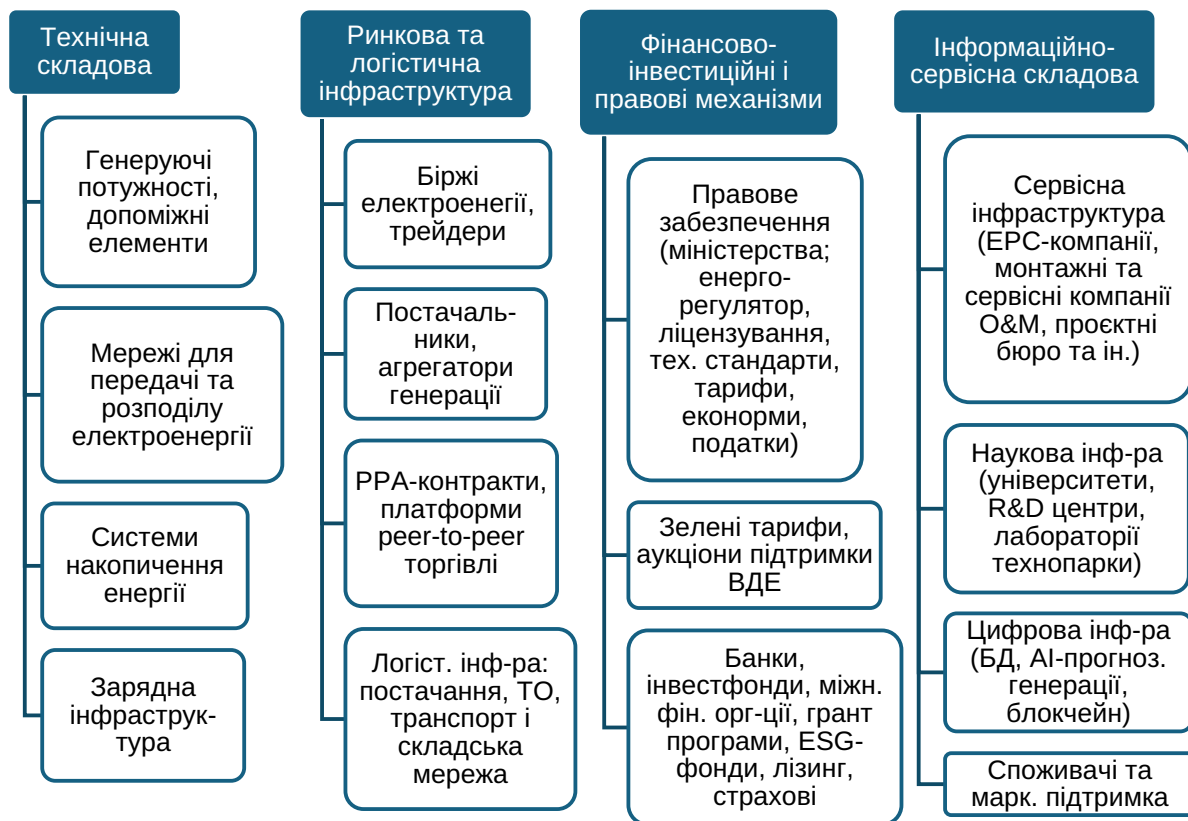 Технічна
складова
Генеруючі
потужності,
допоміжні
елементи
Мережі для
передачі та
розподілу
електроенергії
Системи
накопичення
енергії
Зарядна
інфраструк-
тура
Ринкова та
логістична
інфраструктура
Біржі
електроенегії,
трейдери
Постачаль-
ники,
агрегатори
генерації
PPA-контракти,
платформи
peer-to-peer
торгівлі
Логіст. інф-ра:
постачання, ТО,
транспорт і
складська
мережа
Фінансово-
інвестиційні і
правові механізми
Правове
забезпечення
(міністерства;
енерго-
регулятор,
ліцензування,
тех. стандарти,
тарифи,
економи,
податки)
Зелені тарифи,
аукціони підтримки
ВДЕ
Банки,
інвестфонди, міжн.
фін. орг-ції, грант
програми, ESG-
фонди, лізинг,
страхові
Інформаційно-
сервісна складова
Сервісна
інфраструктура
(EPC-компанії,
монтажні та
сервісні компанії
O&M, проєктні
бюро та ін.)
Наукова інф-ра
(університети,
R&D центри,
лабораторії
технопарки)
Цифрова інф-ра
(БД, AI-прогноз.
генерації,
блокчейн)
Споживачі та
марк. підтримка